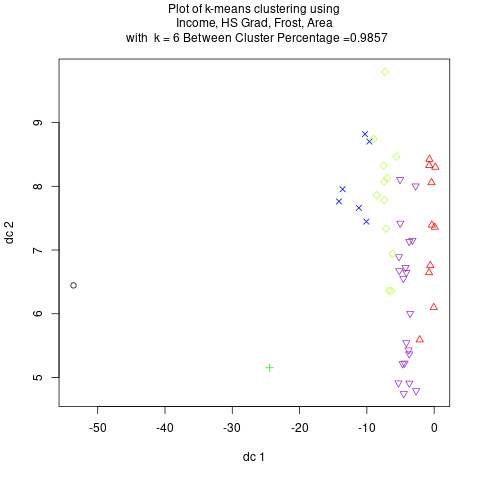 Plot of k-means clustering using
Income, HS Grad, Frost, Area
with  k = 6 Between Cluster Percentage =0.9857
dc 2
9
8
7
6
5
-50
-40
-30
-20
-10
0
dc 1